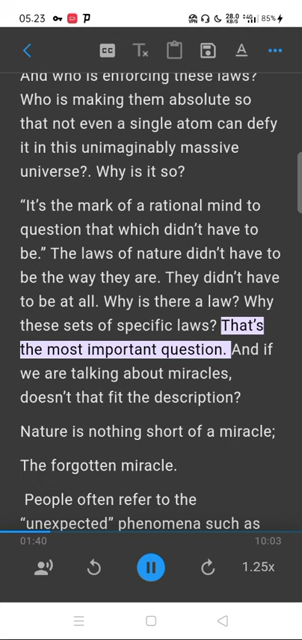 05.23
28.0
KB/S
85%
And who is enforcing these laws?
Who is making them absolute so
that not even a single atom can defy
it in this unimaginably massive
universe?. Why is it so?
“It’s the mark of a rational mind to
question that which didn’t have to
be.” The laws of nature didn’t have to
be the way they are. They didn’t have
to be at all. Why is there a law? Why
these sets of specific laws? That’s
the most important question. And if
we are talking about miracles,
doesn’t that fit the description?
Nature is nothing short of a miracle;
The forgotten miracle.
People often refer to the
“unexpected” phenomena such as
01:40
10:03
1.25x